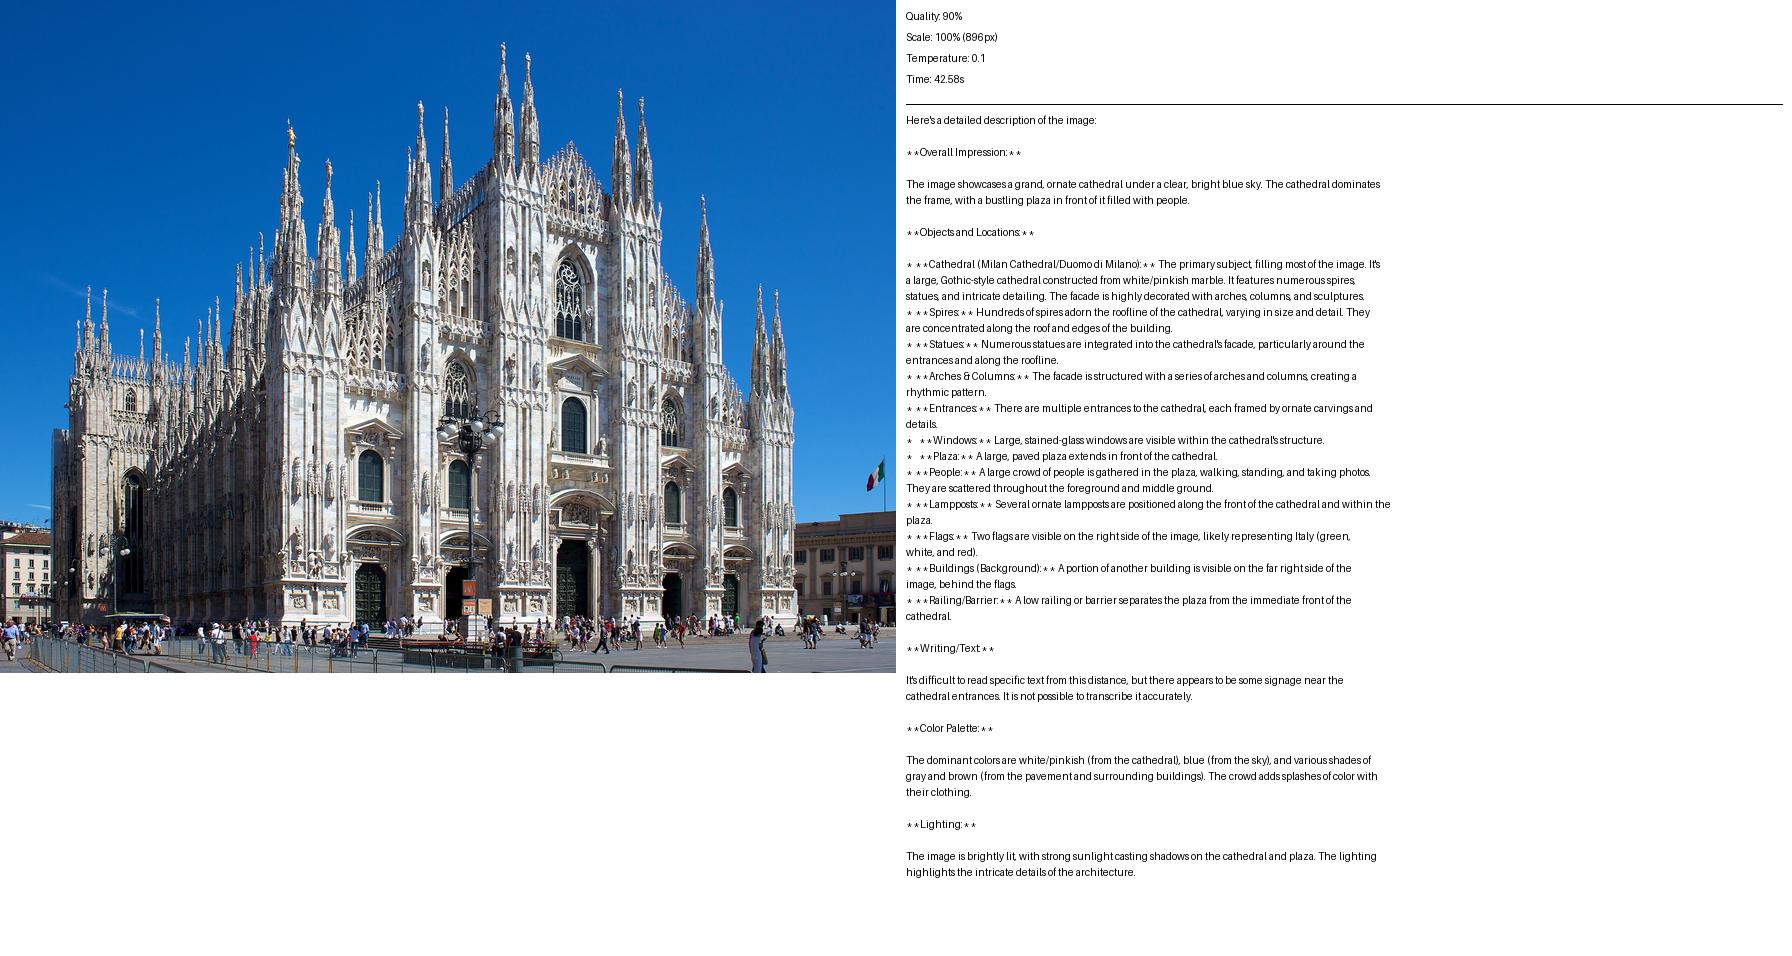 Quality: 90%
Scale: 100% (896px)
Temperature: 0.1
Time: 42.58s
Here's a detailed description of the image:
**Overall Impression:**
The image showcases a grand, ornate cathedral under a clear, bright blue sky. The cathedral dominates
the frame, with a bustling plaza in front of it filled with people.
**Objects and Locations:**
* **Cathedral (Milan Cathedral/Duomo di Milano):** The primary subject, filling most of the image. It's
a large, Gothic-style cathedral constructed from white/pinkish marble. It features numerous spires,
statues, and intricate detailing. The facade is highly decorated with arches, columns, and sculptures.
* **Spires:** Hundreds of spires adorn the roofline of the cathedral, varying in size and detail. They
are concentrated along the roof and edges of the building.
* **Statues:** Numerous statues are integrated into the cathedral's facade, particularly around the
entrances and along the roofline.
* **Arches & Columns:** The facade is structured with a series of arches and columns, creating a
rhythmic pattern.
* **Entrances:** There are multiple entrances to the cathedral, each framed by ornate carvings and
details.
*   **Windows:** Large, stained-glass windows are visible within the cathedral's structure.
*   **Plaza:** A large, paved plaza extends in front of the cathedral.
* **People:** A large crowd of people is gathered in the plaza, walking, standing, and taking photos.
They are scattered throughout the foreground and middle ground.
* **Lampposts:** Several ornate lampposts are positioned along the front of the cathedral and within the
plaza.
* **Flags:** Two flags are visible on the right side of the image, likely representing Italy (green,
white, and red).
* **Buildings (Background):** A portion of another building is visible on the far right side of the
image, behind the flags.
* **Railing/Barrier:** A low railing or barrier separates the plaza from the immediate front of the
cathedral.
**Writing/Text:**
It's difficult to read specific text from this distance, but there appears to be some signage near the
cathedral entrances. It is not possible to transcribe it accurately.
**Color Palette:**
The dominant colors are white/pinkish (from the cathedral), blue (from the sky), and various shades of
gray and brown (from the pavement and surrounding buildings). The crowd adds splashes of color with
their clothing.
**Lighting:**
The image is brightly lit, with strong sunlight casting shadows on the cathedral and plaza. The lighting
highlights the intricate details of the architecture.